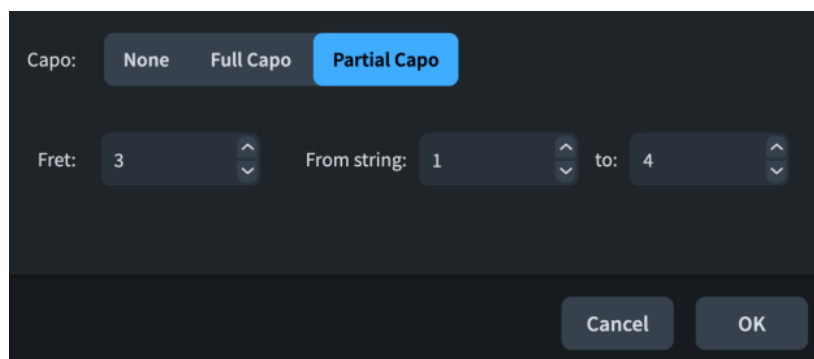 Capo: None Full Capo Partial Capo
Fret: 3 From string: 1 to: 4
Cancel OK